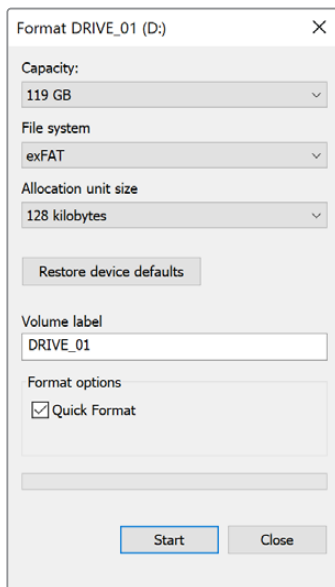 Format DRIVE_01 (D:)
Capacity:
119 GB
File system
exFAT
Allocation unit size
128 kilobytes
Restore device defaults
Volume label
DRIVE_01
Format options
Quick Format
Start
Close